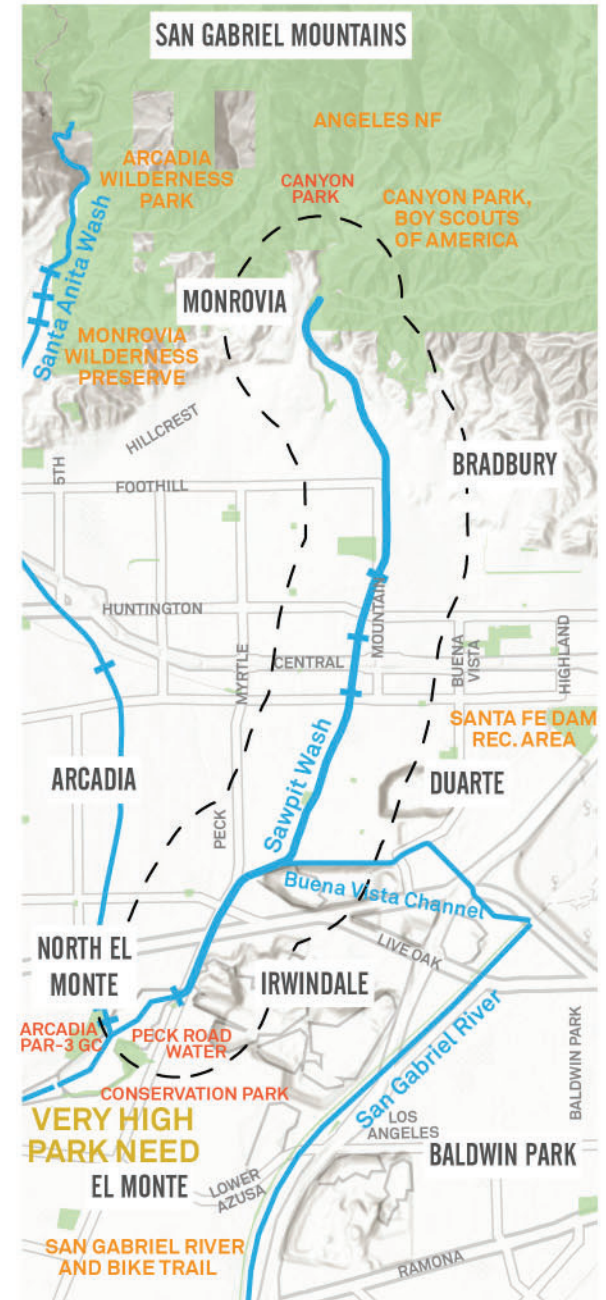 SAN GABRIEL MOUNTAINS
ANGELES NF
ARCADIA
WILDERNESS
PARK
CANYON
PARK
CANYON PARK,
BOY SCOUTS
OF AMERICA
Santa Anita Wash
MONROVIA
MONROVIA
WILDERNESS
PRESERVE
HILLCREST
5TH
BRADBURY
FOOTHILL
HUNTINGTON
MOUNTAIN
MYRTLE
CENTRAL
BUENA
VISTA
HIGHLAND
SANTA FE DAM
REC. AREA
Sawpit Wash
ARCADIA
DUARTE
PECK
Buena Vista Channel
NORTH EL
MONTE
LIVE OAK
IRWINDALE
ARCADIA
PAR-3 GC
PECK ROAD
WATER
CONSERVATION PARK
San Gabriel River
BALDWIN PARK
VERY HIGH
PARK NEED
LOS
ANGELES
BALDWIN PARK
EL MONTE
LOWER
AZUSA
SAN GABRIEL RIVER
AND BIKE TRAIL
RAMONA